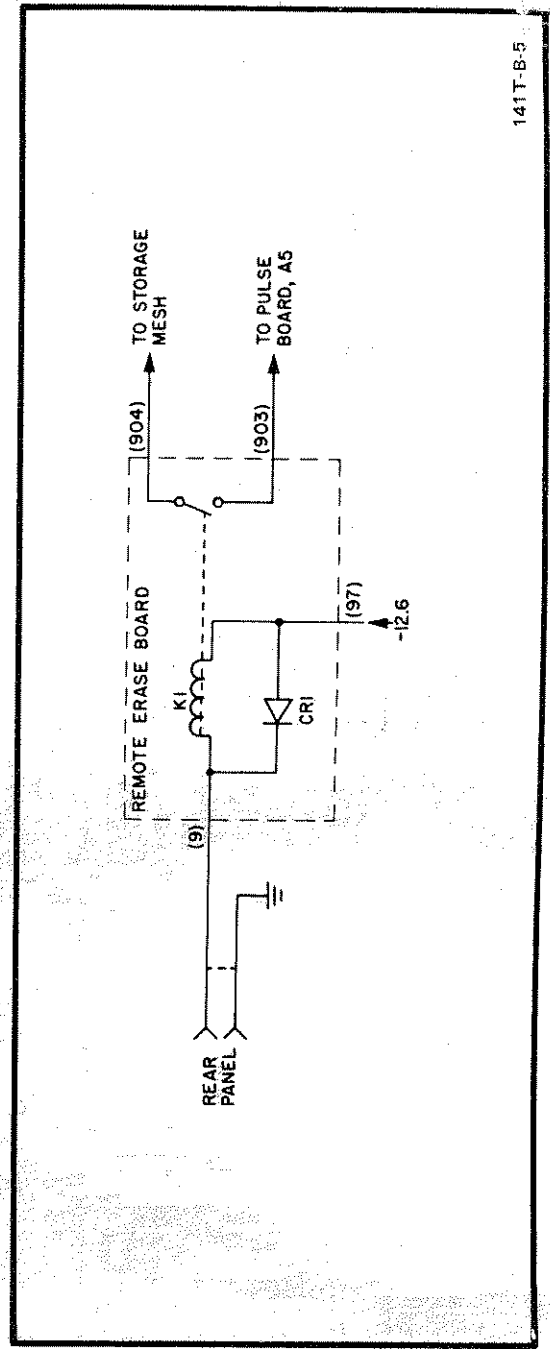 TO STORAGE
MESH
(904)
TO PULSE
BOARD, A5
(903)
REMOTE ERASE BOARD
K1
CR1
(97)
-12.6
(9)
REAR
PANEL
141T-B-5